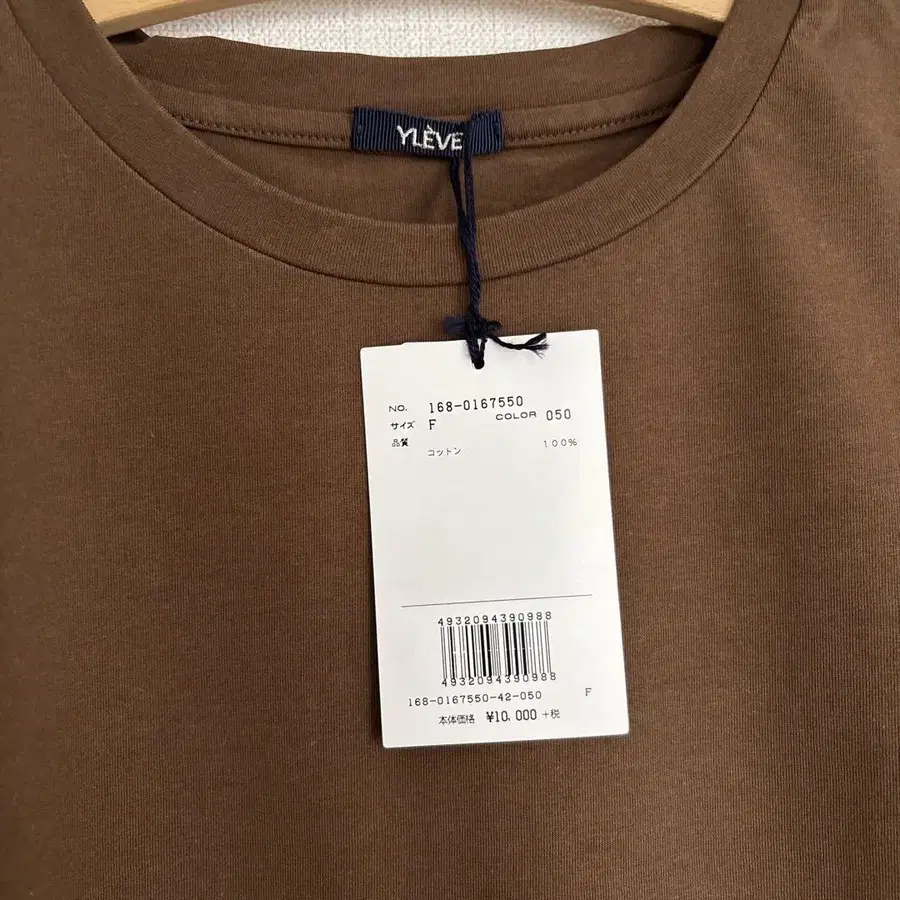 YLÈVE
NO. 168-0167550
サイズ F COLOR 050
品質 コットン 100%
4932094390988
4932094390988
168-0167550-42-050 F
本体価格 ¥10,000 +税